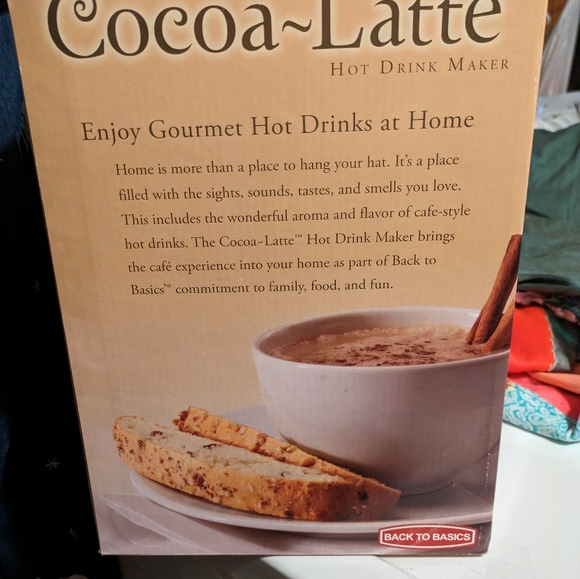 Cocoa~Latte
HOT DRINK MAKER
Enjoy Gourmet Hot Drinks at Home
Home is more than a place to hang your hat. It's a place
filled with the sights, sounds, tastes, and smells you love.
This includes the wonderful aroma and flavor of cafe-style
hot drinks. The Cocoa~Latte™ Hot Drink Maker brings
the café experience into your home as part of Back to
Basics™ commitment to family, food, and fun.
BACK TO BASICS